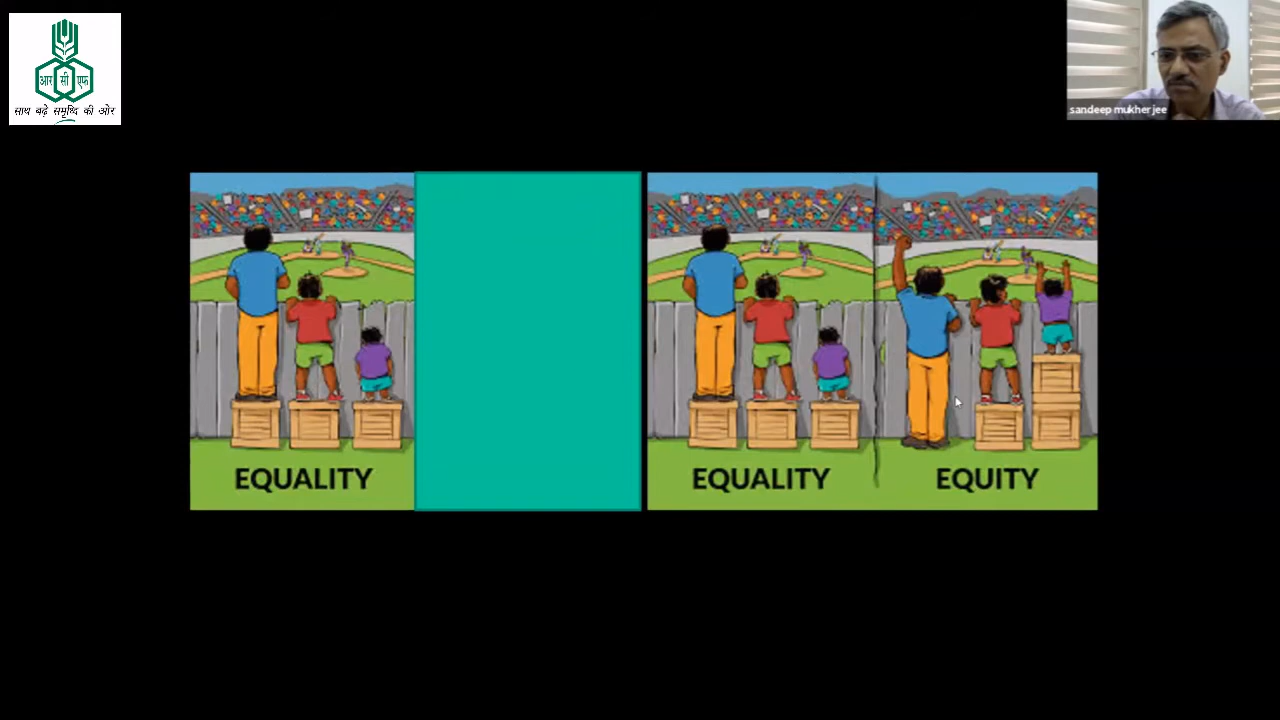 आर सी एफ
साथ बढ़े समृध्दि की ओर
sandeep mukherjee
EQUALITY
EQUALITY
EQUITY